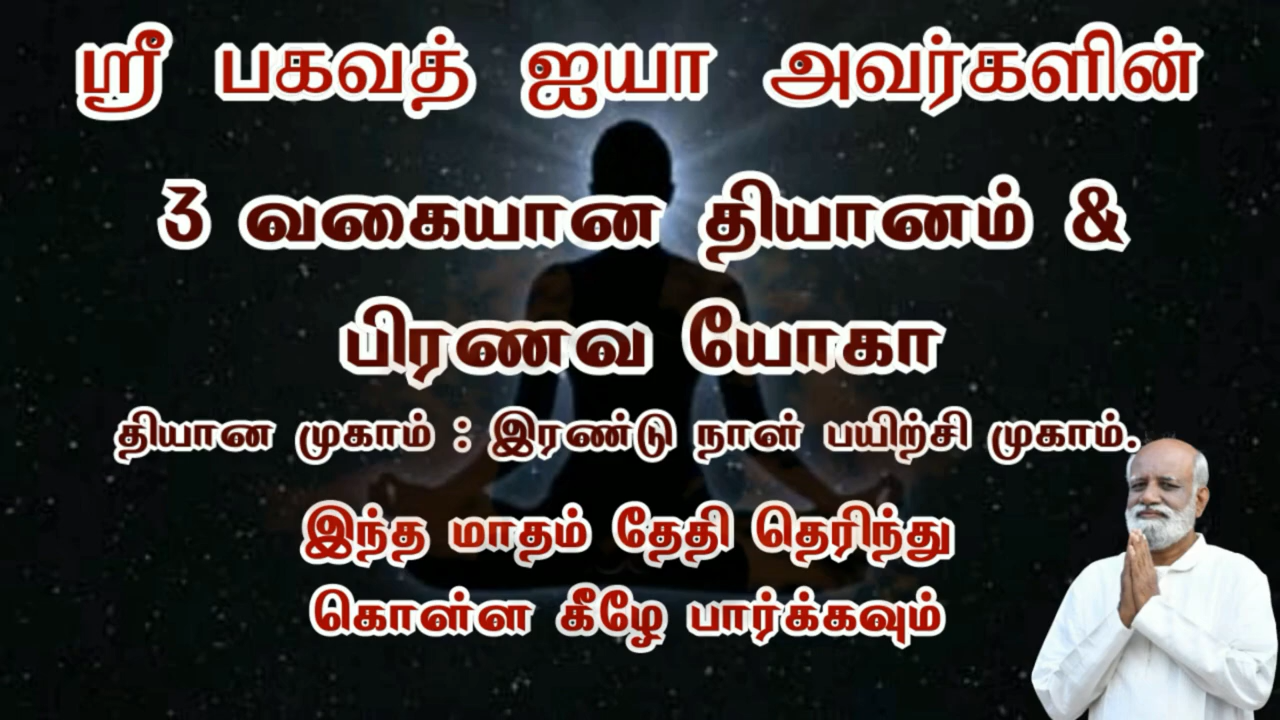 ஸ்ரீ பகவத் ஐயா அவர்களின்
3 வகையான தியானம் &
பிரணவ யோகா
தியான முகாம் : இரண்டு நாள் பயிற்சி முகாம்.
இந்த மாதம் தேதி தெரிந்து
கொள்ள கீழே பார்க்கவும்